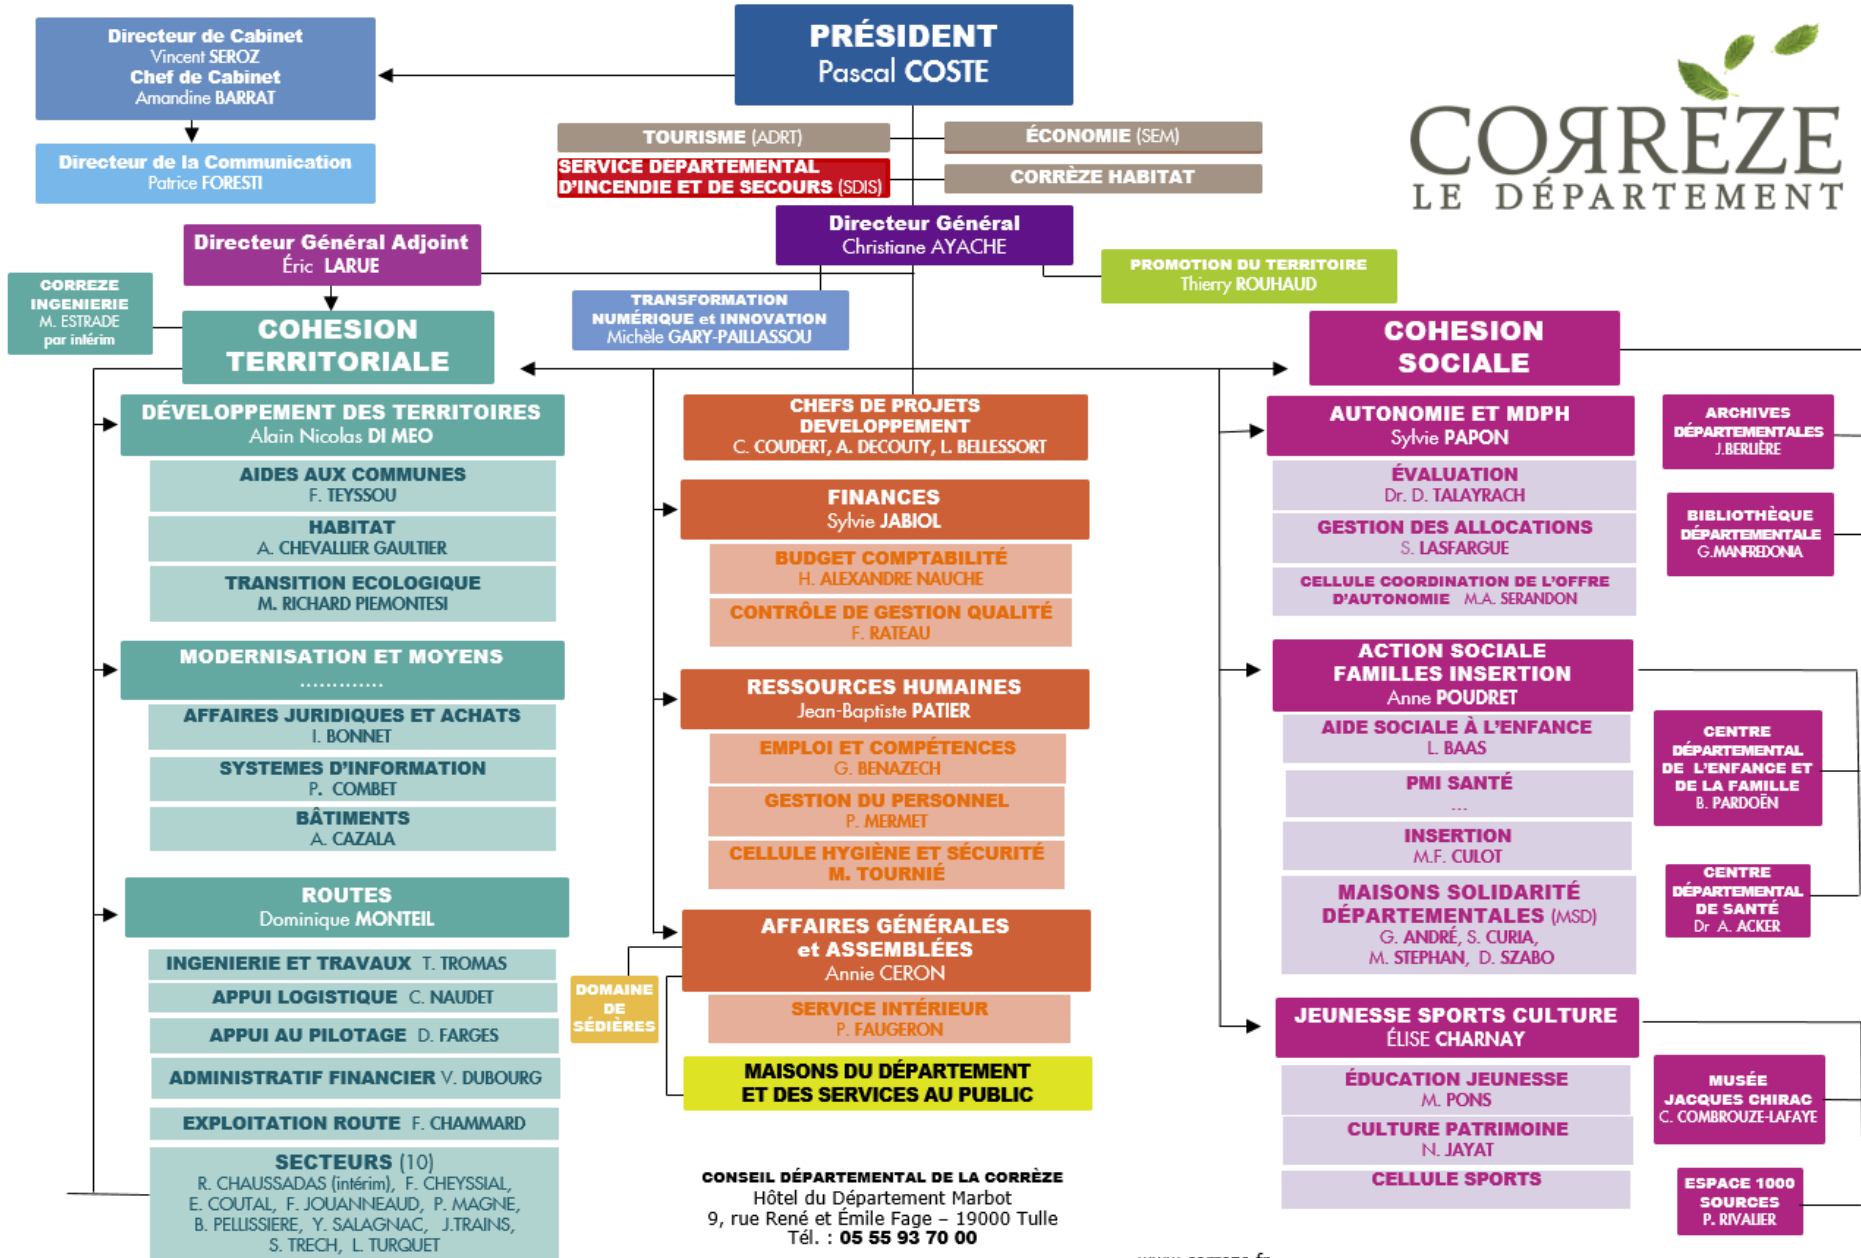 Directeur de Cabinet
Vincent SEROZ
Chef de Cabinet
Amandine BARRAT
Directeur de la Communication
Patrice FORESTI
PRÉSIDENT
Pascal COSTE
TOURISME (ADRT)
ÉCONOMIE (SEM)
SERVICE DÉPARTEMENTAL
D'INCENDIE ET DE SECOURS (SDIS)
CORRÈZE HABITAT
CORRÈZE
LE DÉPARTEMENT
Directeur Général
Christiane AYACHE
Directeur Général Adjoint
Éric LARUE
PROMOTION DU TERRITOIRE
Thierry ROUHAUD
TRANSFORMATION
NUMÉRIQUE et INNOVATION
Michèle GARY-PAILLASSOU
CORREZE
INGENIERIE
M. ESTRADE
par intérim
COHESION
TERRITORIALE
DÉVELOPPEMENT DES TERRITOIRES
Alain Nicolas DI MEO
AIDES AUX COMMUNES
F. TEYSSOU
HABITAT
A. CHEVALLIER GAULTIER
TRANSITION ECOLOGIQUE
M. RICHARD PIEMONTESI
MODERNISATION ET MOYENS
.............
AFFAIRES JURIDIQUES ET ACHATS
I. BONNET
SYSTEMES D'INFORMATION
P. COMBET
BÂTIMENTS
A. CAZALA
ROUTES
Dominique MONTEIL
INGENIERIE ET TRAVAUX T. TROMAS
APPUI LOGISTIQUE C. NAUDET
APPUI AU PILOTAGE D. FARGES
ADMINISTRATIF FINANCIER V. DUBOURG
EXPLOITATION ROUTE F. CHAMMARD
SECTEURS (10)
R. CHAUSSADAS (intérim), F. CHEYSSIAL,
E. COUTAL, F. JOUANNEAUD, P. MAGNE,
B. PELLISSIERE, Y. SALAGNAC, J.TRAINS,
S. TRECH, L. TURQUET
CHEFS DE PROJETS
DEVELOPPEMENT
C. COUDERT, A. DECOUTY, L. BELLESSORT
FINANCES
Sylvie JABIOL
BUDGET COMPTABILITÉ
H. ALEXANDRE NAUCHE
CONTRÔLE DE GESTION QUALITÉ
F. RATEAU
RESSOURCES HUMAINES
Jean-Baptiste PATIER
EMPLOI ET COMPÉTENCES
G. BENAZECH
GESTION DU PERSONNEL
P. MERMET
CELLULE HYGIÈNE ET SÉCURITÉ
M. TOURNIÉ
AFFAIRES GÉNÉRALES
et ASSEMBLÉES
Annie CERON
DOMAINE
DE
SÉDIÈRES
SERVICE INTÉRIEUR
P. FAUGERON
MAISONS DU DÉPARTEMENT
ET DES SERVICES AU PUBLIC
CONSEIL DÉPARTEMENTAL DE LA CORRÈZE
Hôtel du Département Marbot
9, rue René et Émile Fage – 19000 Tulle
Tél. : 05 55 93 70 00
www.correze.fr
COHESION
SOCIALE
AUTONOMIE ET MDPH
Sylvie PAPON
ÉVALUATION
Dr. D. TALAYRACH
GESTION DES ALLOCATIONS
S. LASFARGUE
CELLULE COORDINATION DE L'OFFRE
D'AUTONOMIE M.A. SERANDON
ACTION SOCIALE
FAMILLES INSERTION
Anne POUDRET
AIDE SOCIALE À L'ENFANCE
L. BAAS
PMI SANTÉ
...
INSERTION
M.F. CULOT
MAISONS SOLIDARITÉ
DÉPARTEMENTALES (MSD)
G. ANDRÉ, S. CURIA,
M. STEPHAN, D. SZABO
JEUNESSE SPORTS CULTURE
ÉLISE CHARNAY
ÉDUCATION JEUNESSE
M. PONS
CULTURE PATRIMOINE
N. JAYAT
CELLULE SPORTS
ARCHIVES
DÉPARTEMENTALES
J.BERLIÈRE
BIBLIOTHÈQUE
DÉPARTEMENTALE
G.MANFREDONIA
CENTRE
DÉPARTEMENTAL
DE L'ENFANCE ET
DE LA FAMILLE
B. PARDOËN
CENTRE
DÉPARTEMENTAL
DE SANTÉ
Dr A. ACKER
MUSÉE
JACQUES CHIRAC
C. COMBROUZE-LAFAYE
ESPACE 1000
SOURCES
P. RIVALIER